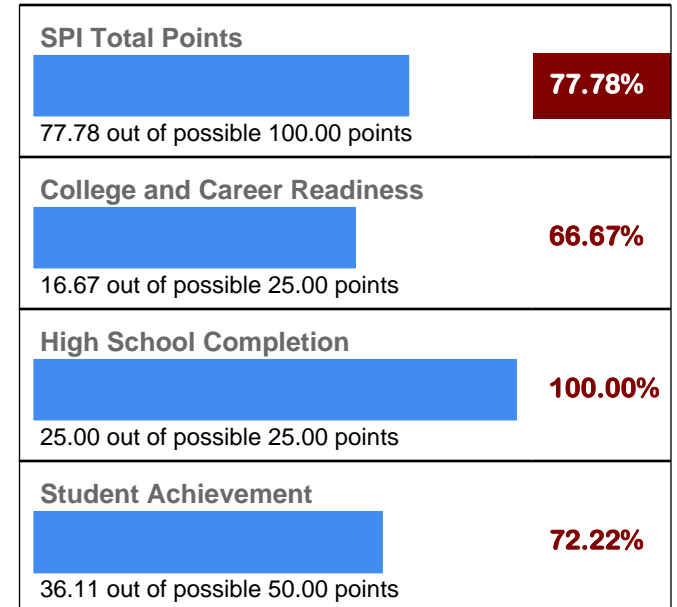 SPI Total Points
77.78%
77.78 out of possible 100.00 points
College and Career Readiness
66.67%
16.67 out of possible 25.00 points
High School Completion
100.00%
25.00 out of possible 25.00 points
Student Achievement
72.22%
36.11 out of possible 50.00 points